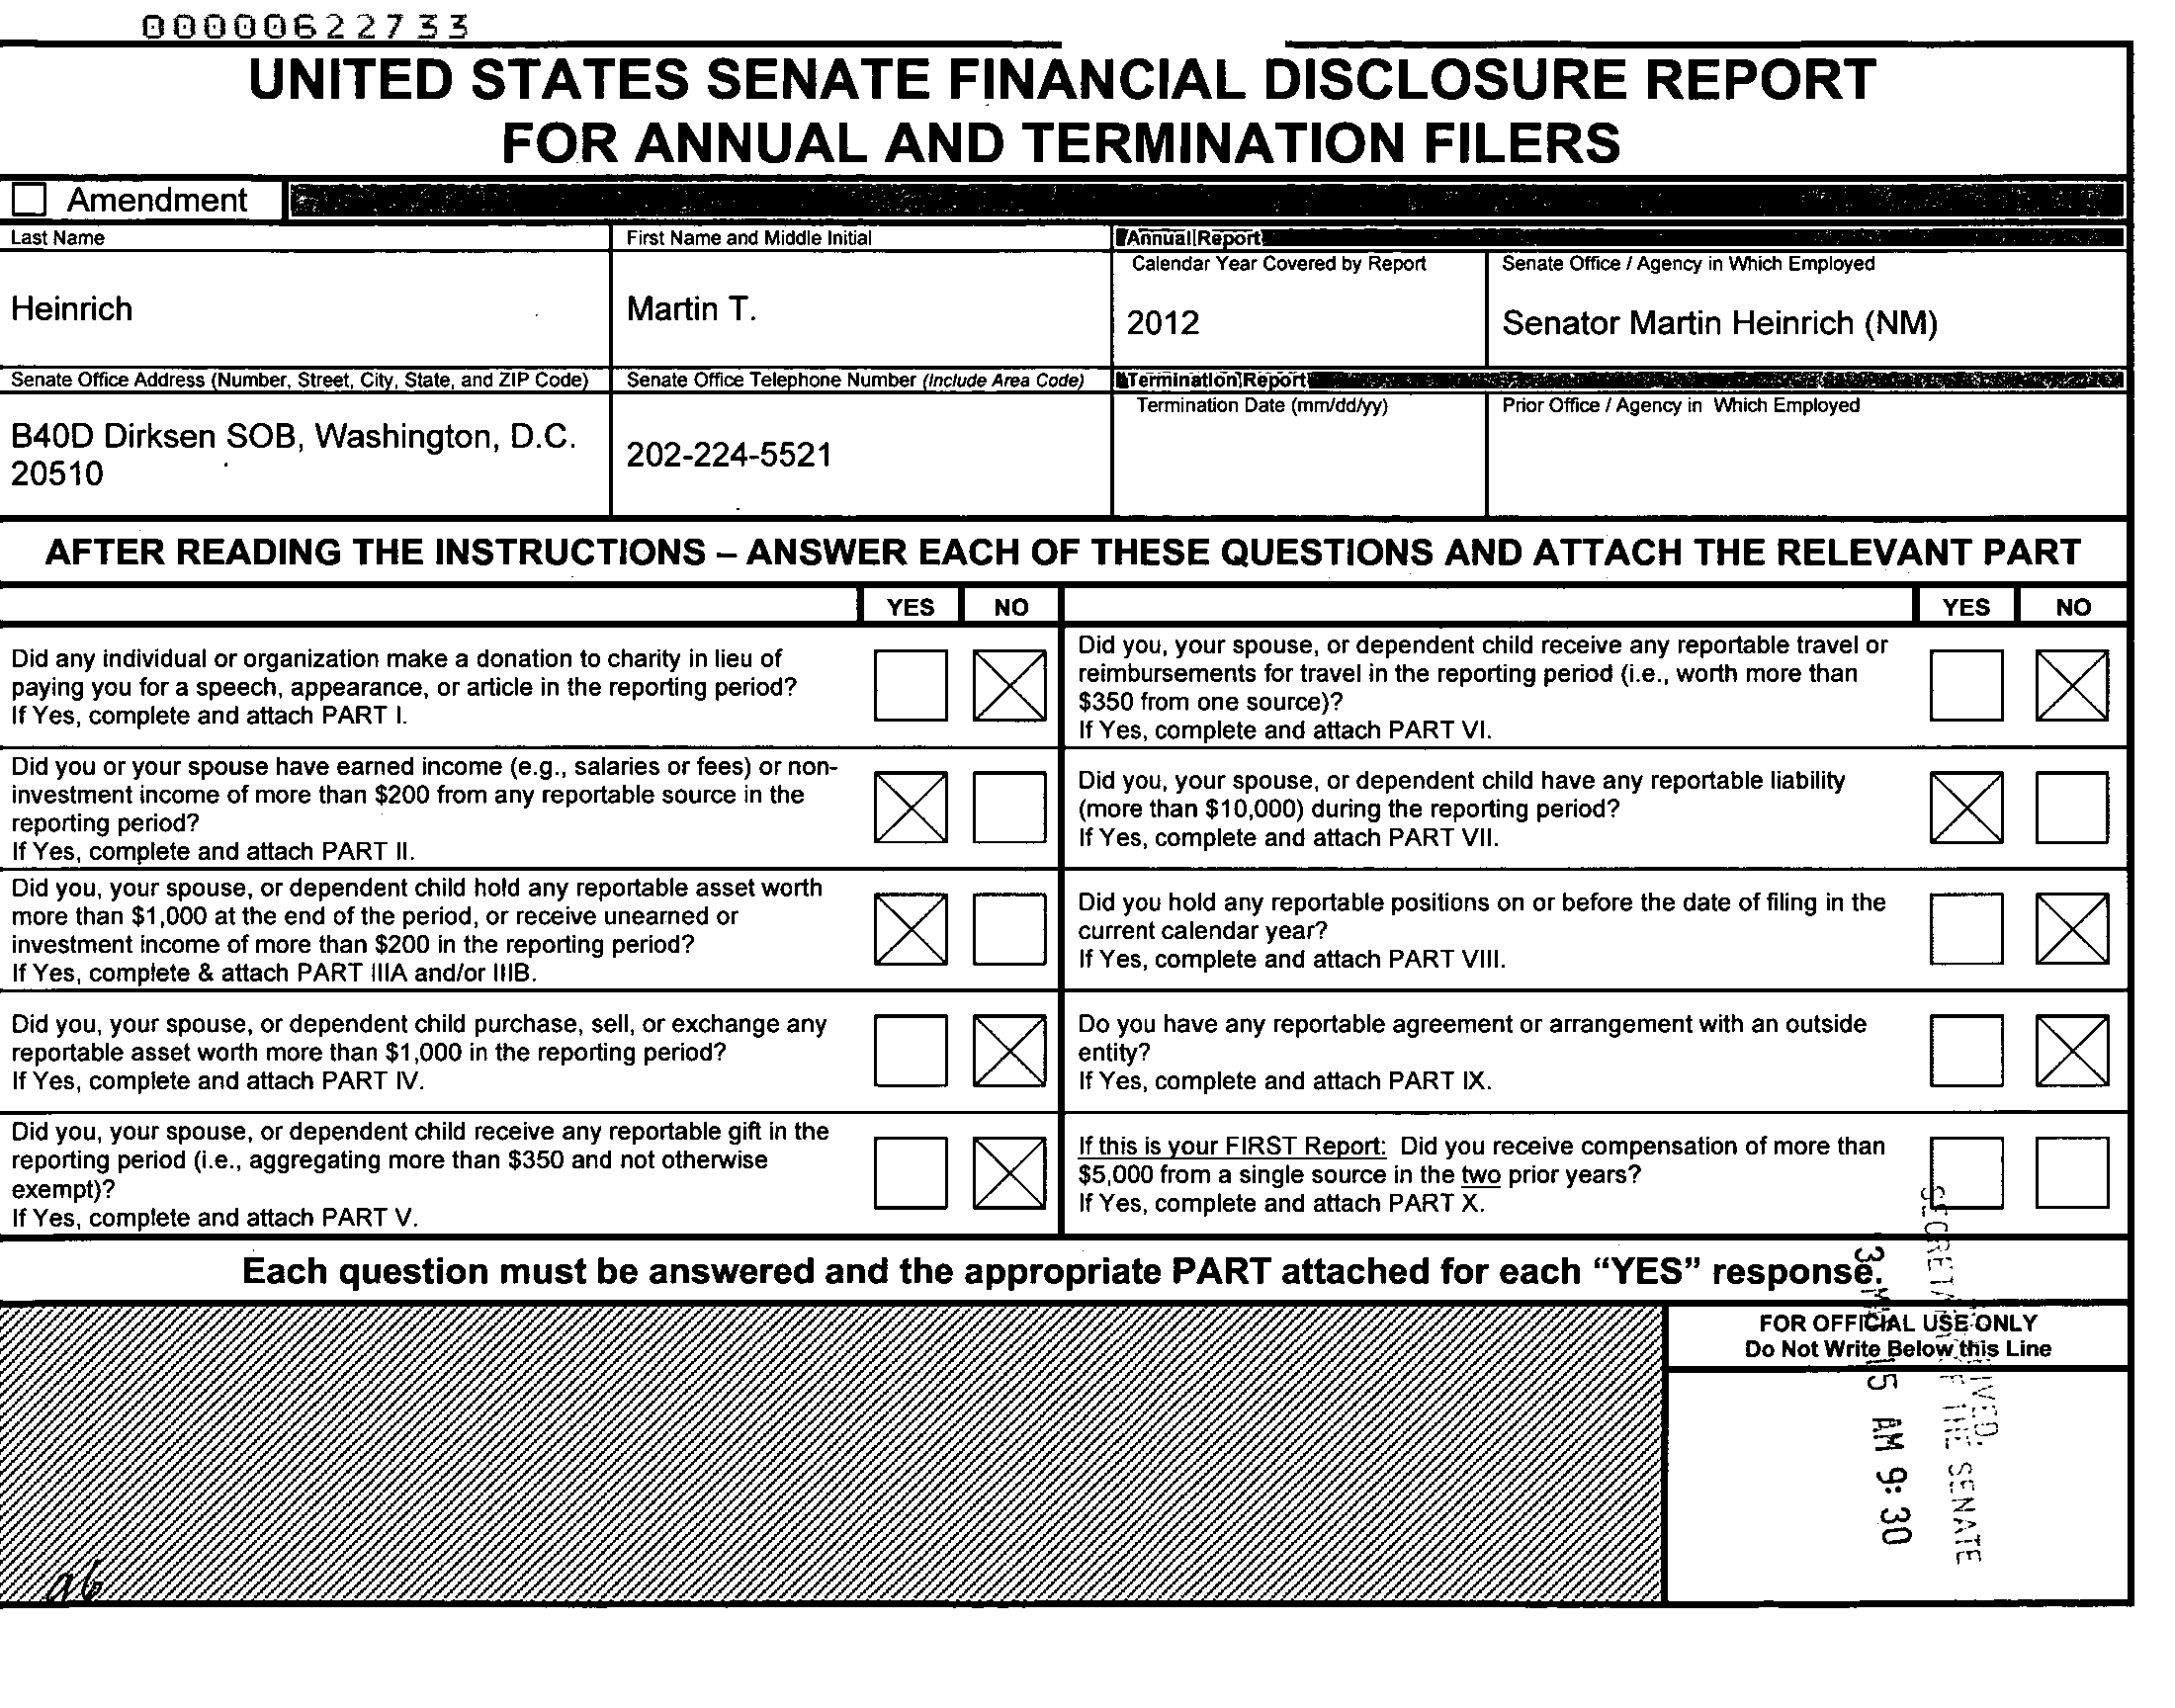 00000622733
UNITED STATES SENATE FINANCIAL DISCLOSURE REPORT
FOR ANNUAL AND TERMINATION FILERS
Amendment
Last Name
First Name and Middle Initial
Annual Report
Calendar Year Covered by Report
Senate Office / Agency in Which Employed
Heinrich
Martin T.
2012
Senator Martin Heinrich (NM)
Senate Office Address (Number, Street, City, State, and ZIP Code)
Senate Office Telephone Number (Include Area Code)
Termination Report
Termination Date (mm/dd/yy)
Prior Office / Agency in Which Employed
B40D Dirksen SOB, Washington, D.C.
20510
202-224-5521
AFTER READING THE INSTRUCTIONS – ANSWER EACH OF THESE QUESTIONS AND ATTACH THE RELEVANT PART
YES NO
YES NO
Did any individual or organization make a donation to charity in lieu of
paying you for a speech, appearance, or article in the reporting period?
If Yes, complete and attach PART I.
Did you, your spouse, or dependent child receive any reportable travel or
reimbursements for travel in the reporting period (i.e., worth more than
$350 from one source)?
If Yes, complete and attach PART VI.
Did you or your spouse have earned income (e.g., salaries or fees) or non-
investment income of more than $200 from any reportable source in the
reporting period?
If Yes, complete and attach PART II.
Did you, your spouse, or dependent child have any reportable liability
(more than $10,000) during the reporting period?
If Yes, complete and attach PART VII.
Did you, your spouse, or dependent child hold any reportable asset worth
more than $1,000 at the end of the period, or receive unearned or
investment income of more than $200 in the reporting period?
If Yes, complete & attach PART IIIA and/or IIIB.
Did you hold any reportable positions on or before the date of filing in the
current calendar year?
If Yes, complete and attach PART VIII.
Did you, your spouse, or dependent child purchase, sell, or exchange any
reportable asset worth more than $1,000 in the reporting period?
If Yes, complete and attach PART IV.
Do you have any reportable agreement or arrangement with an outside
entity?
If Yes, complete and attach PART IX.
Did you, your spouse, or dependent child receive any reportable gift in the
reporting period (i.e., aggregating more than $350 and not otherwise
exempt)?
If Yes, complete and attach PART V.
If this is your FIRST Report: Did you receive compensation of more than
$5,000 from a single source in the two prior years?
If Yes, complete and attach PART X.
Each question must be answered and the appropriate PART attached for each “YES” response.
FOR OFFICIAL USE ONLY
Do Not Write Below this Line
THE SENATE
15 AM 9:30